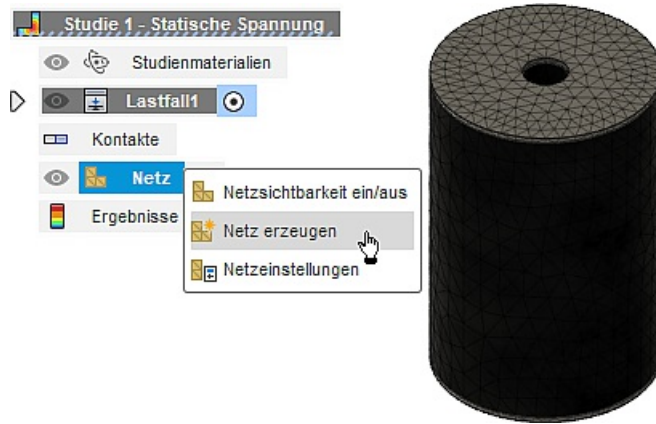 Studie 1 - Statische Spannung
Studienmaterialien
Lastfall1
Kontakte
Netz
Netzsichtbarkeit ein/aus
Netz erzeugen
Netzeinstellungen
Ergebnisse